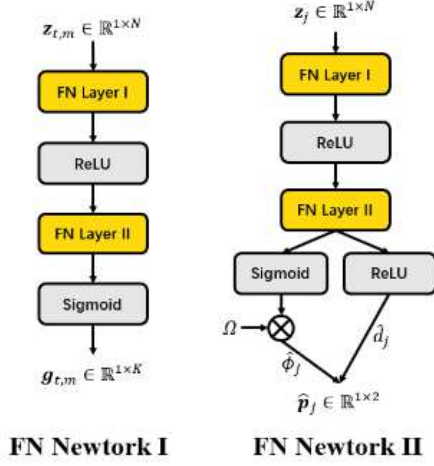 𝒛_{t,m} ∈ ℝ^{1×N}
FN Layer I
ReLU
FN Layer II
Sigmoid
𝒈_{t,m} ∈ ℝ^{1×K}
FN Newtork I
𝒛_j ∈ ℝ^{1×N}
FN Layer I
ReLU
FN Layer II
Sigmoid
ReLU
Ω
ϕ̂_j
d̂_j
𝒑̂_j ∈ ℝ^{1×2}
FN Newtork II